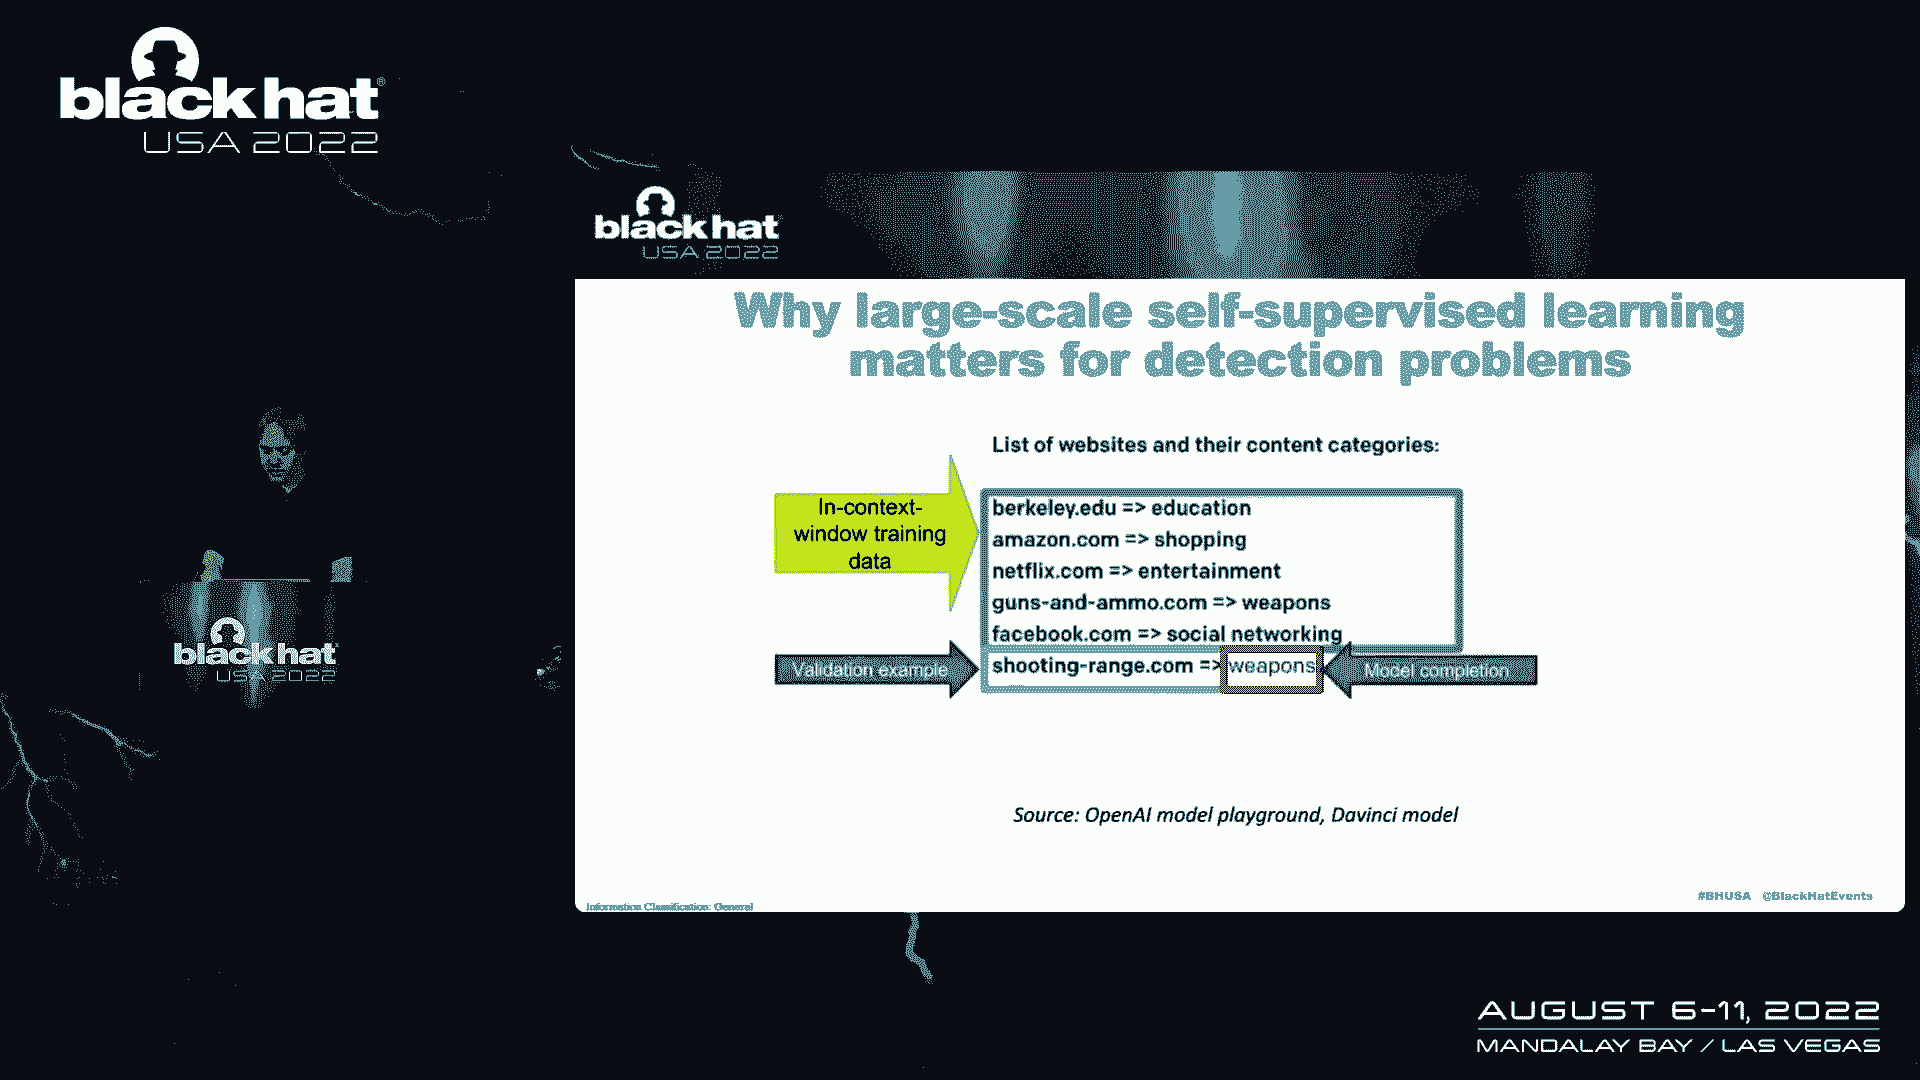 black hat®
USA 2022
black hat
USA 2022
Why large-scale self-supervised learning
matters for detection problems
List of websites and their content categories:
In-context-
window training
data
berkeley.edu => education
amazon.com => shopping
netflix.com => entertainment
guns-and-ammo.com => weapons
facebook.com => social networking
Validation example
shooting-range.com => weapons
Model completion
black hat
USA 2022
Source: OpenAI model playground, Davinci model
Information Classification: General
#BHUSA @BlackHatEvents
AUGUST 6-11, 2022
MANDALAY BAY / LAS VEGAS